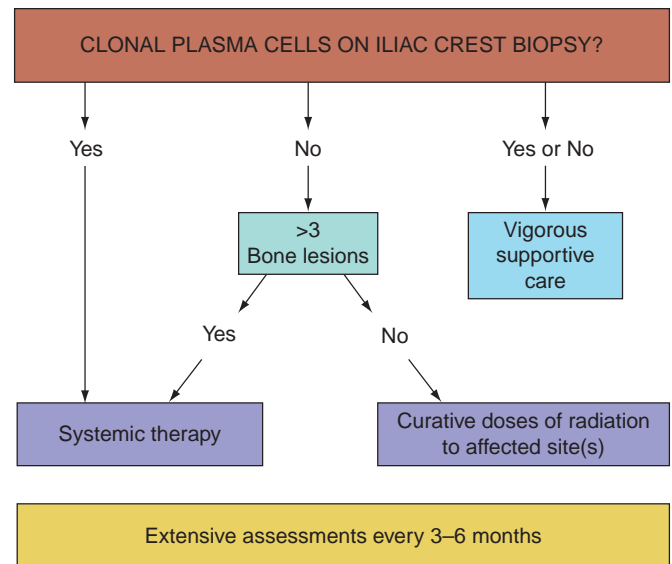 CLONAL PLASMA CELLS ON ILIAC CREST BIOPSY?
Yes
No
Yes or No
>3
Bone lesions
Vigorous
supportive
care
Yes
No
Systemic therapy
Curative doses of radiation
to affected site(s)
Extensive assessments every 3–6 months